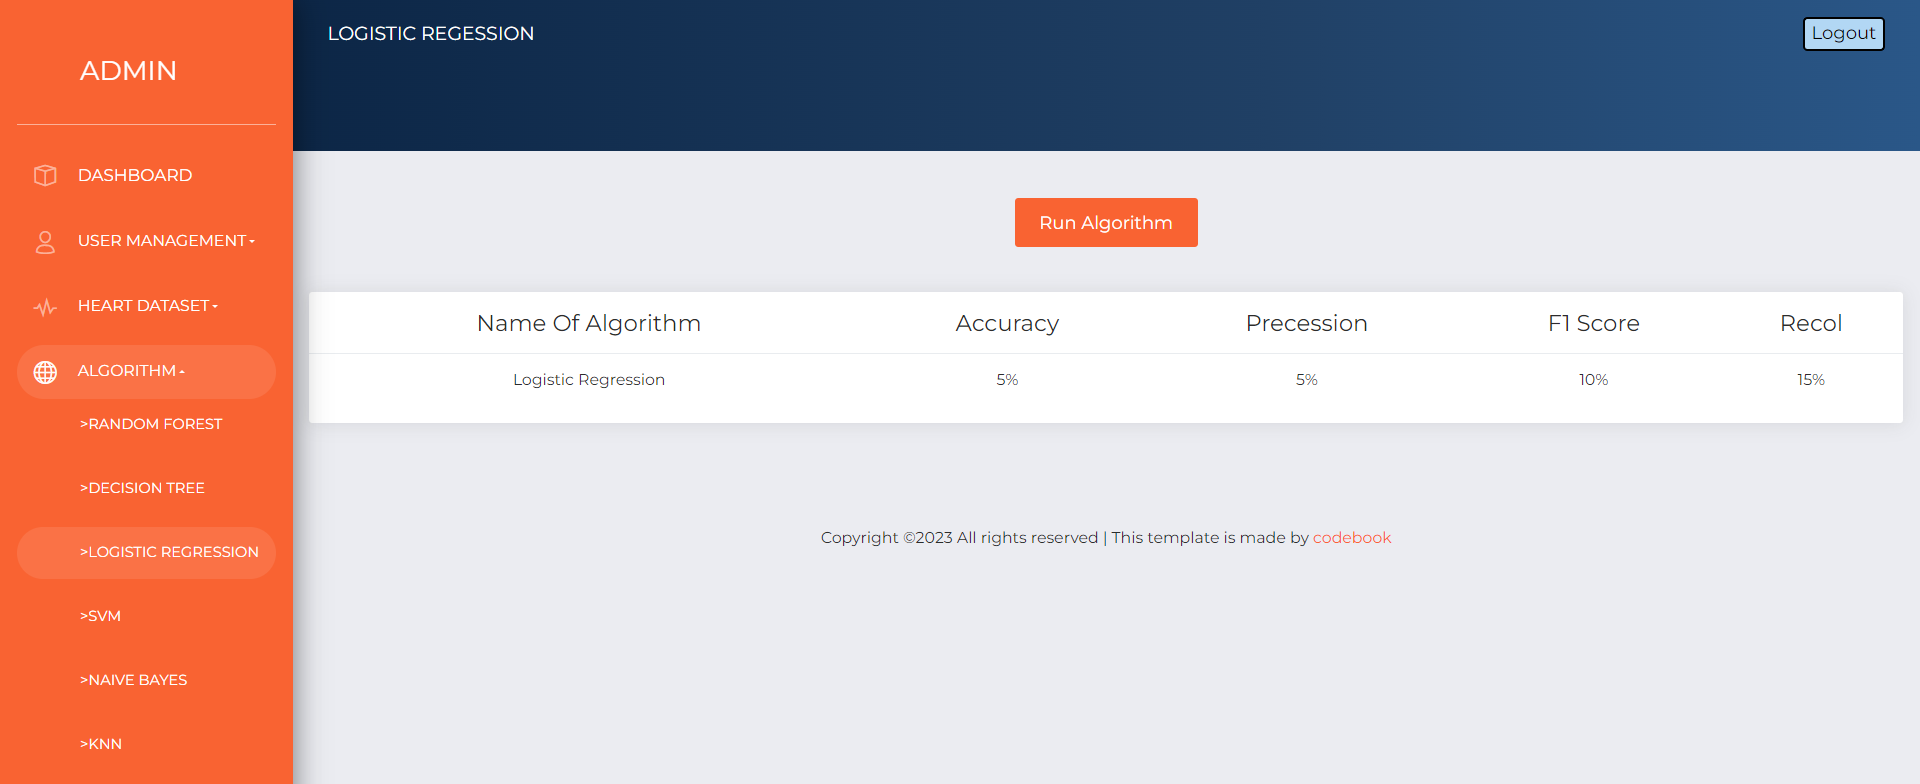 ADMIN
DASHBOARD
USER MANAGEMENT
HEART DATASET
ALGORITHM
>RANDOM FOREST
>DECISION TREE
>LOGISTIC REGRESSION
>SVM
>NAIVE BAYES
>KNN
LOGISTIC REGESSION
Logout
Run Algorithm
Name Of Algorithm Accuracy Precession F1 Score Recol
Logistic Regression 5% 5% 10% 15%
Copyright ©2023 All rights reserved | This template is made by codebook